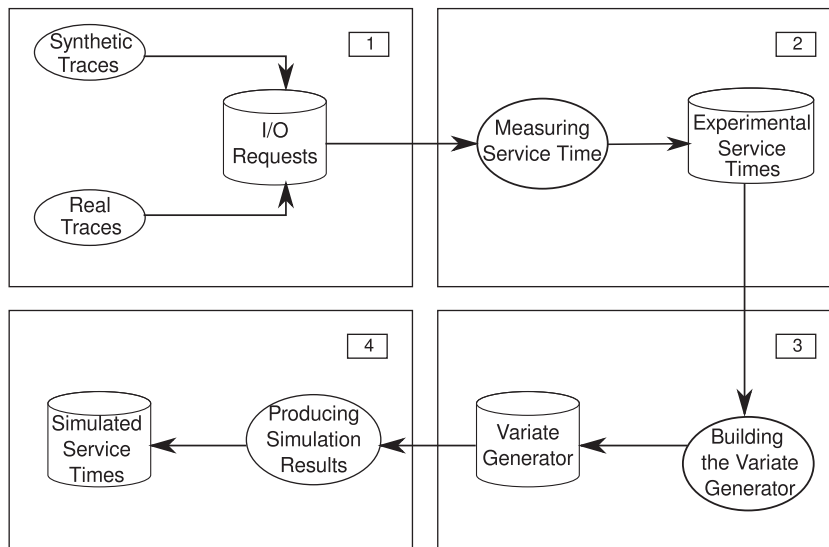 1
Synthetic
Traces
I/O
Requests
Real
Traces
2
Measuring
Service Time
Experimental
Service
Times
3
Building
the Variate
Generator
Variate
Generator
4
Producing
Simulation
Results
Simulated
Service
Times